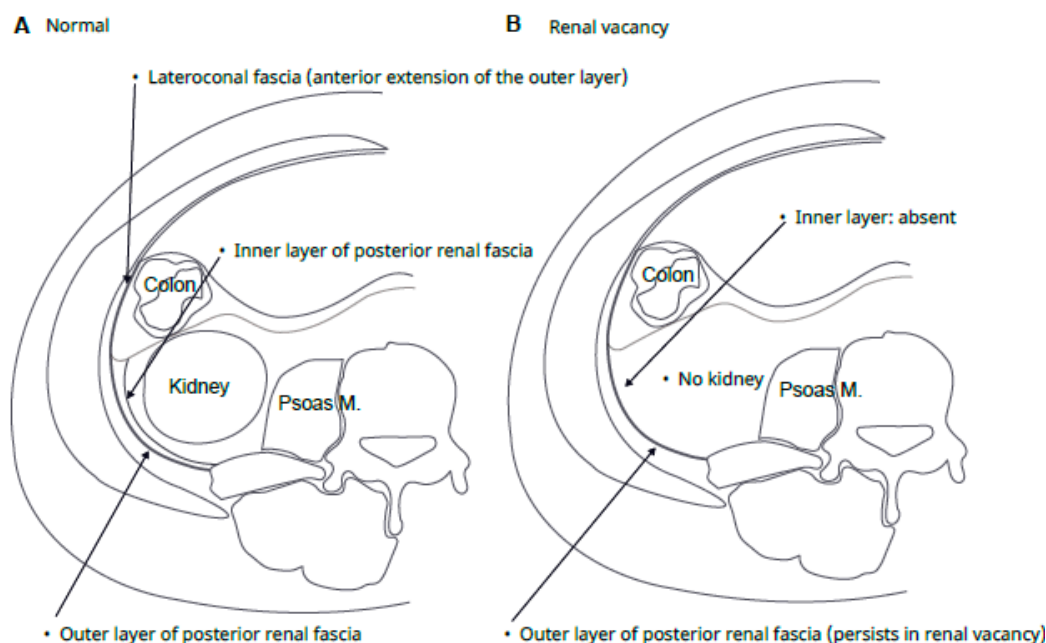 A Normal
• Lateroconal fascia (anterior extension of the outer layer)
• Inner layer of posterior renal fascia
Colon
Kidney
Psoas M.
• Outer layer of posterior renal fascia
B Renal vacancy
• Inner layer: absent
Colon
• No kidney
Psoas M.
• Outer layer of posterior renal fascia (persists in renal vacancy)